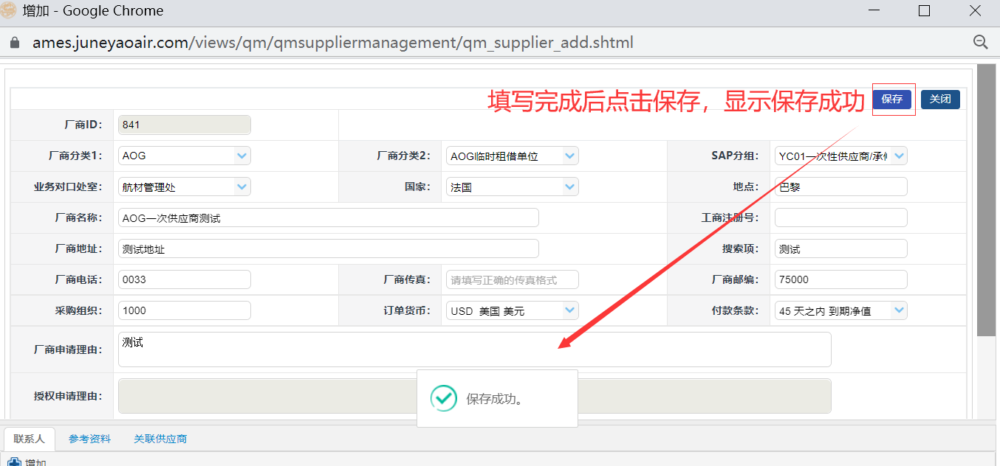 增加 - Google Chrome
ames.juneyaoair.com/views/qm/qmsuppliermanagement/qm_supplier_add.shtml
填写完成后点击保存，显示保存成功 保存 关闭
厂商ID： 841
厂商分类1： AOG 厂商分类2： AOG临时租借单位 SAP分组： YC01一次性供应商/承
业务对口处室： 航材管理处 国家： 法国 地点： 巴黎
厂商名称： AOG一次供应商测试 工商注册号：
厂商地址： 测试地址 搜索项： 测试
厂商电话： 0033 厂商传真： 请填写正确的传真格式 厂商邮编： 75000
采购组织： 1000 订单货币： USD 美国 美元 付款条款： 45 天之内 到期净值
厂商申请理由： 测试
授权申请理由：
保存成功。
联系人 参考资料 关联供应商
增加